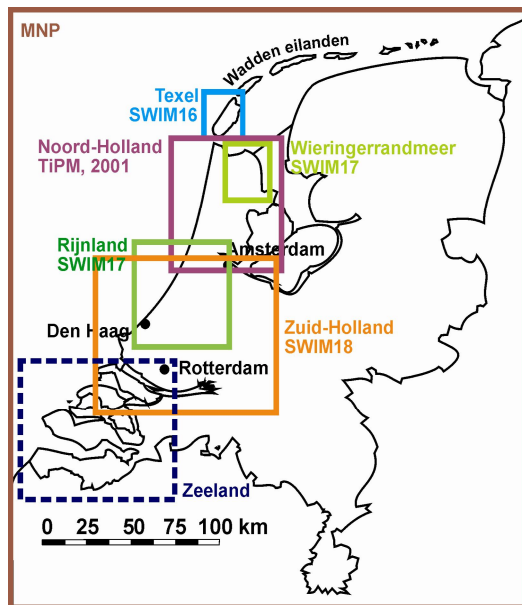 MNP
Wadden eilanden
Texel
SWIM16
Noord-Holland
TiPM, 2001
Wieringerrandmeer
SWIM17
Rijnland
SWIM17
Amsterdam
Den Haag
Zuid-Holland
SWIM18
Rotterdam
Zeeland
0 25 50 75 100 km